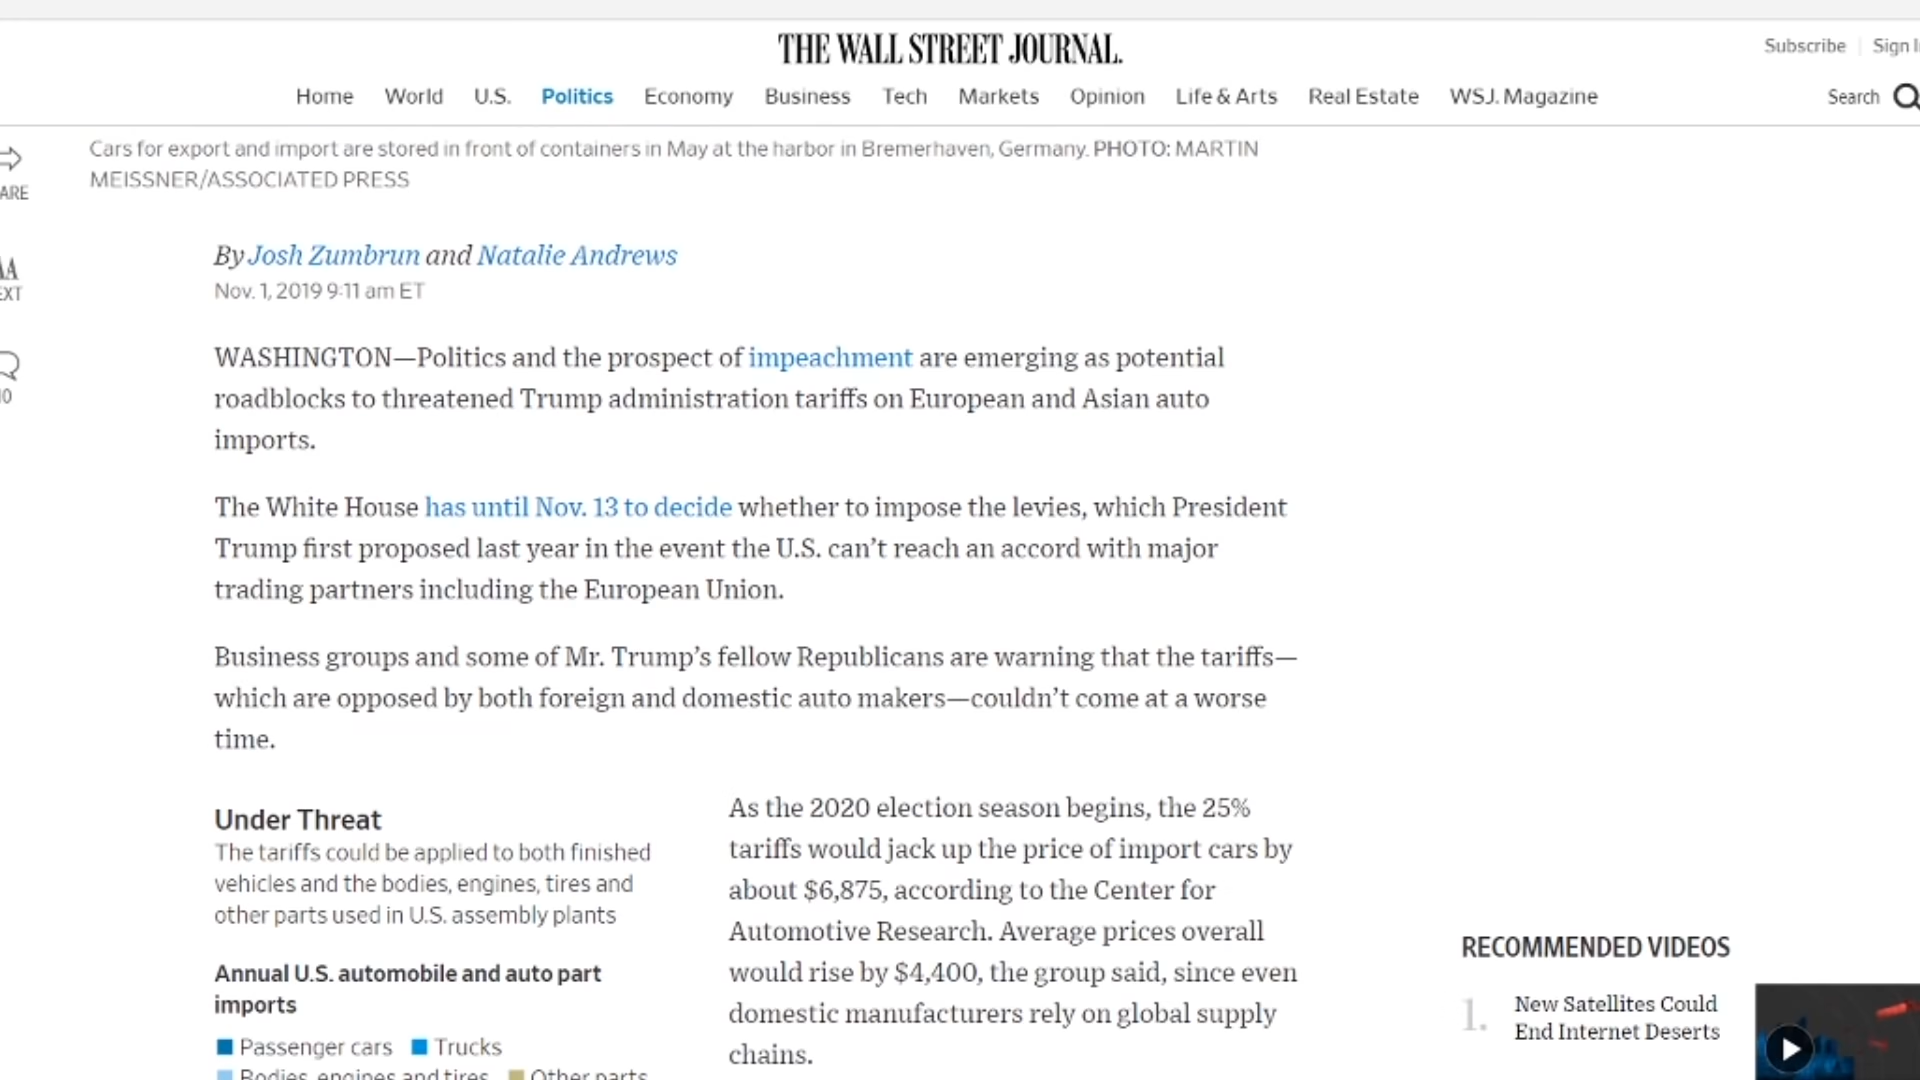 THE WALL STREET JOURNAL.
Subscribe
Sign I
Home World U.S. Politics Economy Business Tech Markets Opinion Life & Arts Real Estate WSJ. Magazine
Search
Cars for export and import are stored in front of containers in May at the harbor in Bremerhaven, Germany. PHOTO: MARTIN
MEISSNER/ASSOCIATED PRESS
ARE
By Josh Zumbrun and Natalie Andrews
AA
EXT
Nov. 1, 2019 9:11 am ET
WASHINGTON—Politics and the prospect of impeachment are emerging as potential
roadblocks to threatened Trump administration tariffs on European and Asian auto
imports.
The White House has until Nov. 13 to decide whether to impose the levies, which President
Trump first proposed last year in the event the U.S. can’t reach an accord with major
trading partners including the European Union.
Business groups and some of Mr. Trump’s fellow Republicans are warning that the tariffs—
which are opposed by both foreign and domestic auto makers—couldn’t come at a worse
time.
Under Threat
The tariffs could be applied to both finished
vehicles and the bodies, engines, tires and
other parts used in U.S. assembly plants
Annual U.S. automobile and auto part
imports
Passenger cars Trucks
Bodies, engines and tires Other parts
As the 2020 election season begins, the 25%
tariffs would jack up the price of import cars by
about $6,875, according to the Center for
Automotive Research. Average prices overall
would rise by $4,400, the group said, since even
domestic manufacturers rely on global supply
chains.
RECOMMENDED VIDEOS
1. New Satellites Could
End Internet Deserts